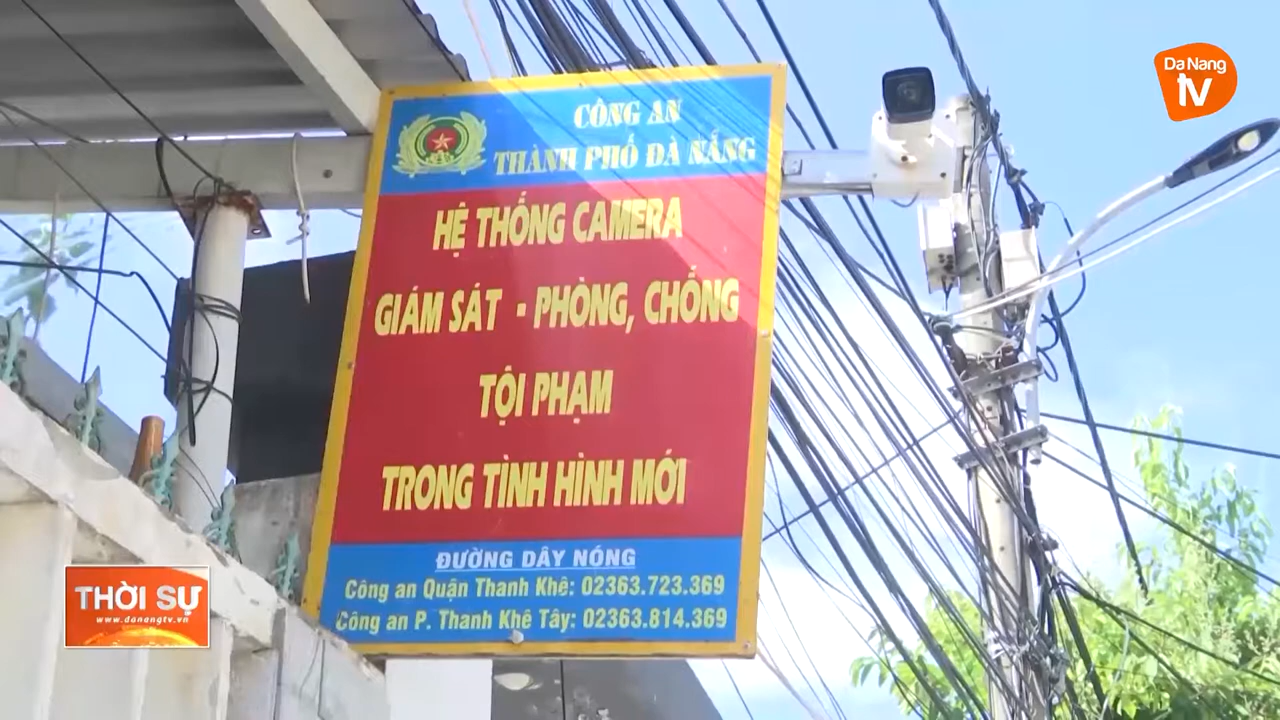 Da Nang
tv
CÔNG AN
THÀNH PHỐ ĐÀ NẴNG
HỆ THỐNG CAMERA
GIÁM SÁT - PHÒNG, CHỐNG
TỘI PHẠM
TRONG TÌNH HÌNH MỚI
ĐƯỜNG DÂY NÓNG
Công an Quận Thanh Khê: 02363.723.369
Công an P. Thanh Khê Tây: 02363.814.369
THỜI SỰ
www.danangtv.vn